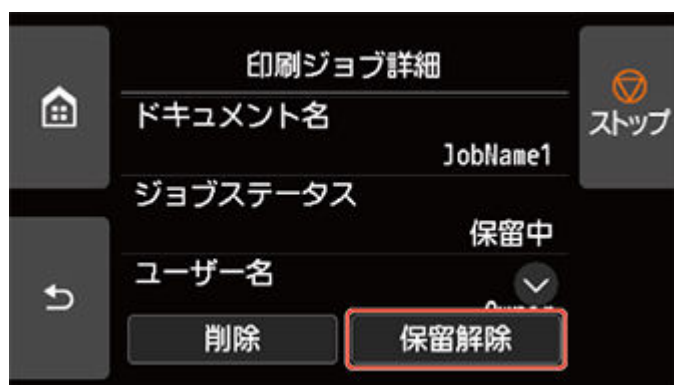 印刷ジョブ詳細
ドキュメント名
JobName1
ストップ
ジョブステータス
保留中
ユーザー名
削除
保留解除